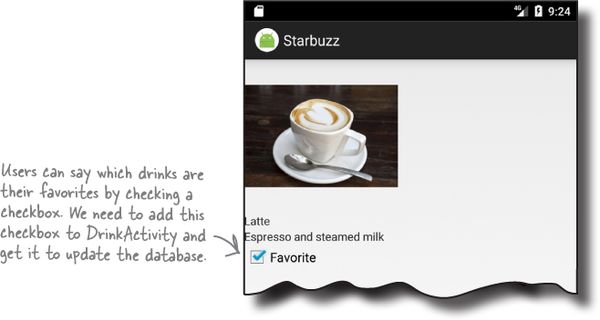 4G 9:24
Starbuzz
Users can say which drinks are
their favorites by checking a
checkbox. We need to add this
checkbox to DrinkActivity and
get it to update the database.
Latte
Espresso and steamed milk
Favorite